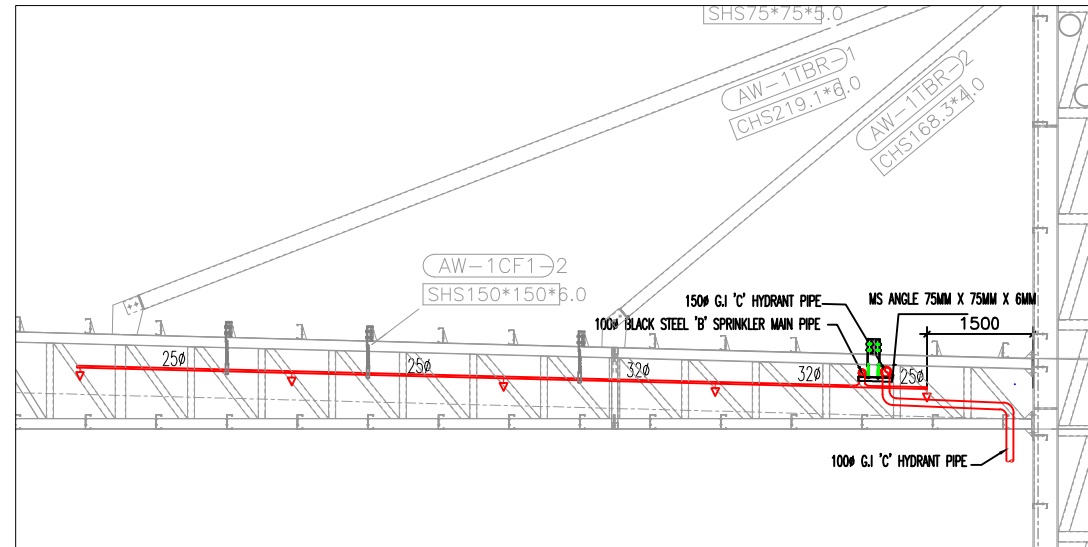 SHS75*75*5.0
AW-1TBR-1
CHS219.1*6.0
AW-1TBR-2
CHS168.3*4.0
AW-1CF1-2
SHS150*150*6.0
150ø G.I 'C' HYDRANT PIPE
MS ANGLE 75MM X 75MM X 6MM
100ø BLACK STEEL 'B' SPRINKLER MAIN PIPE
1500
25ø
25ø
32ø
32ø
25ø
100ø G.I 'C' HYDRANT PIPE